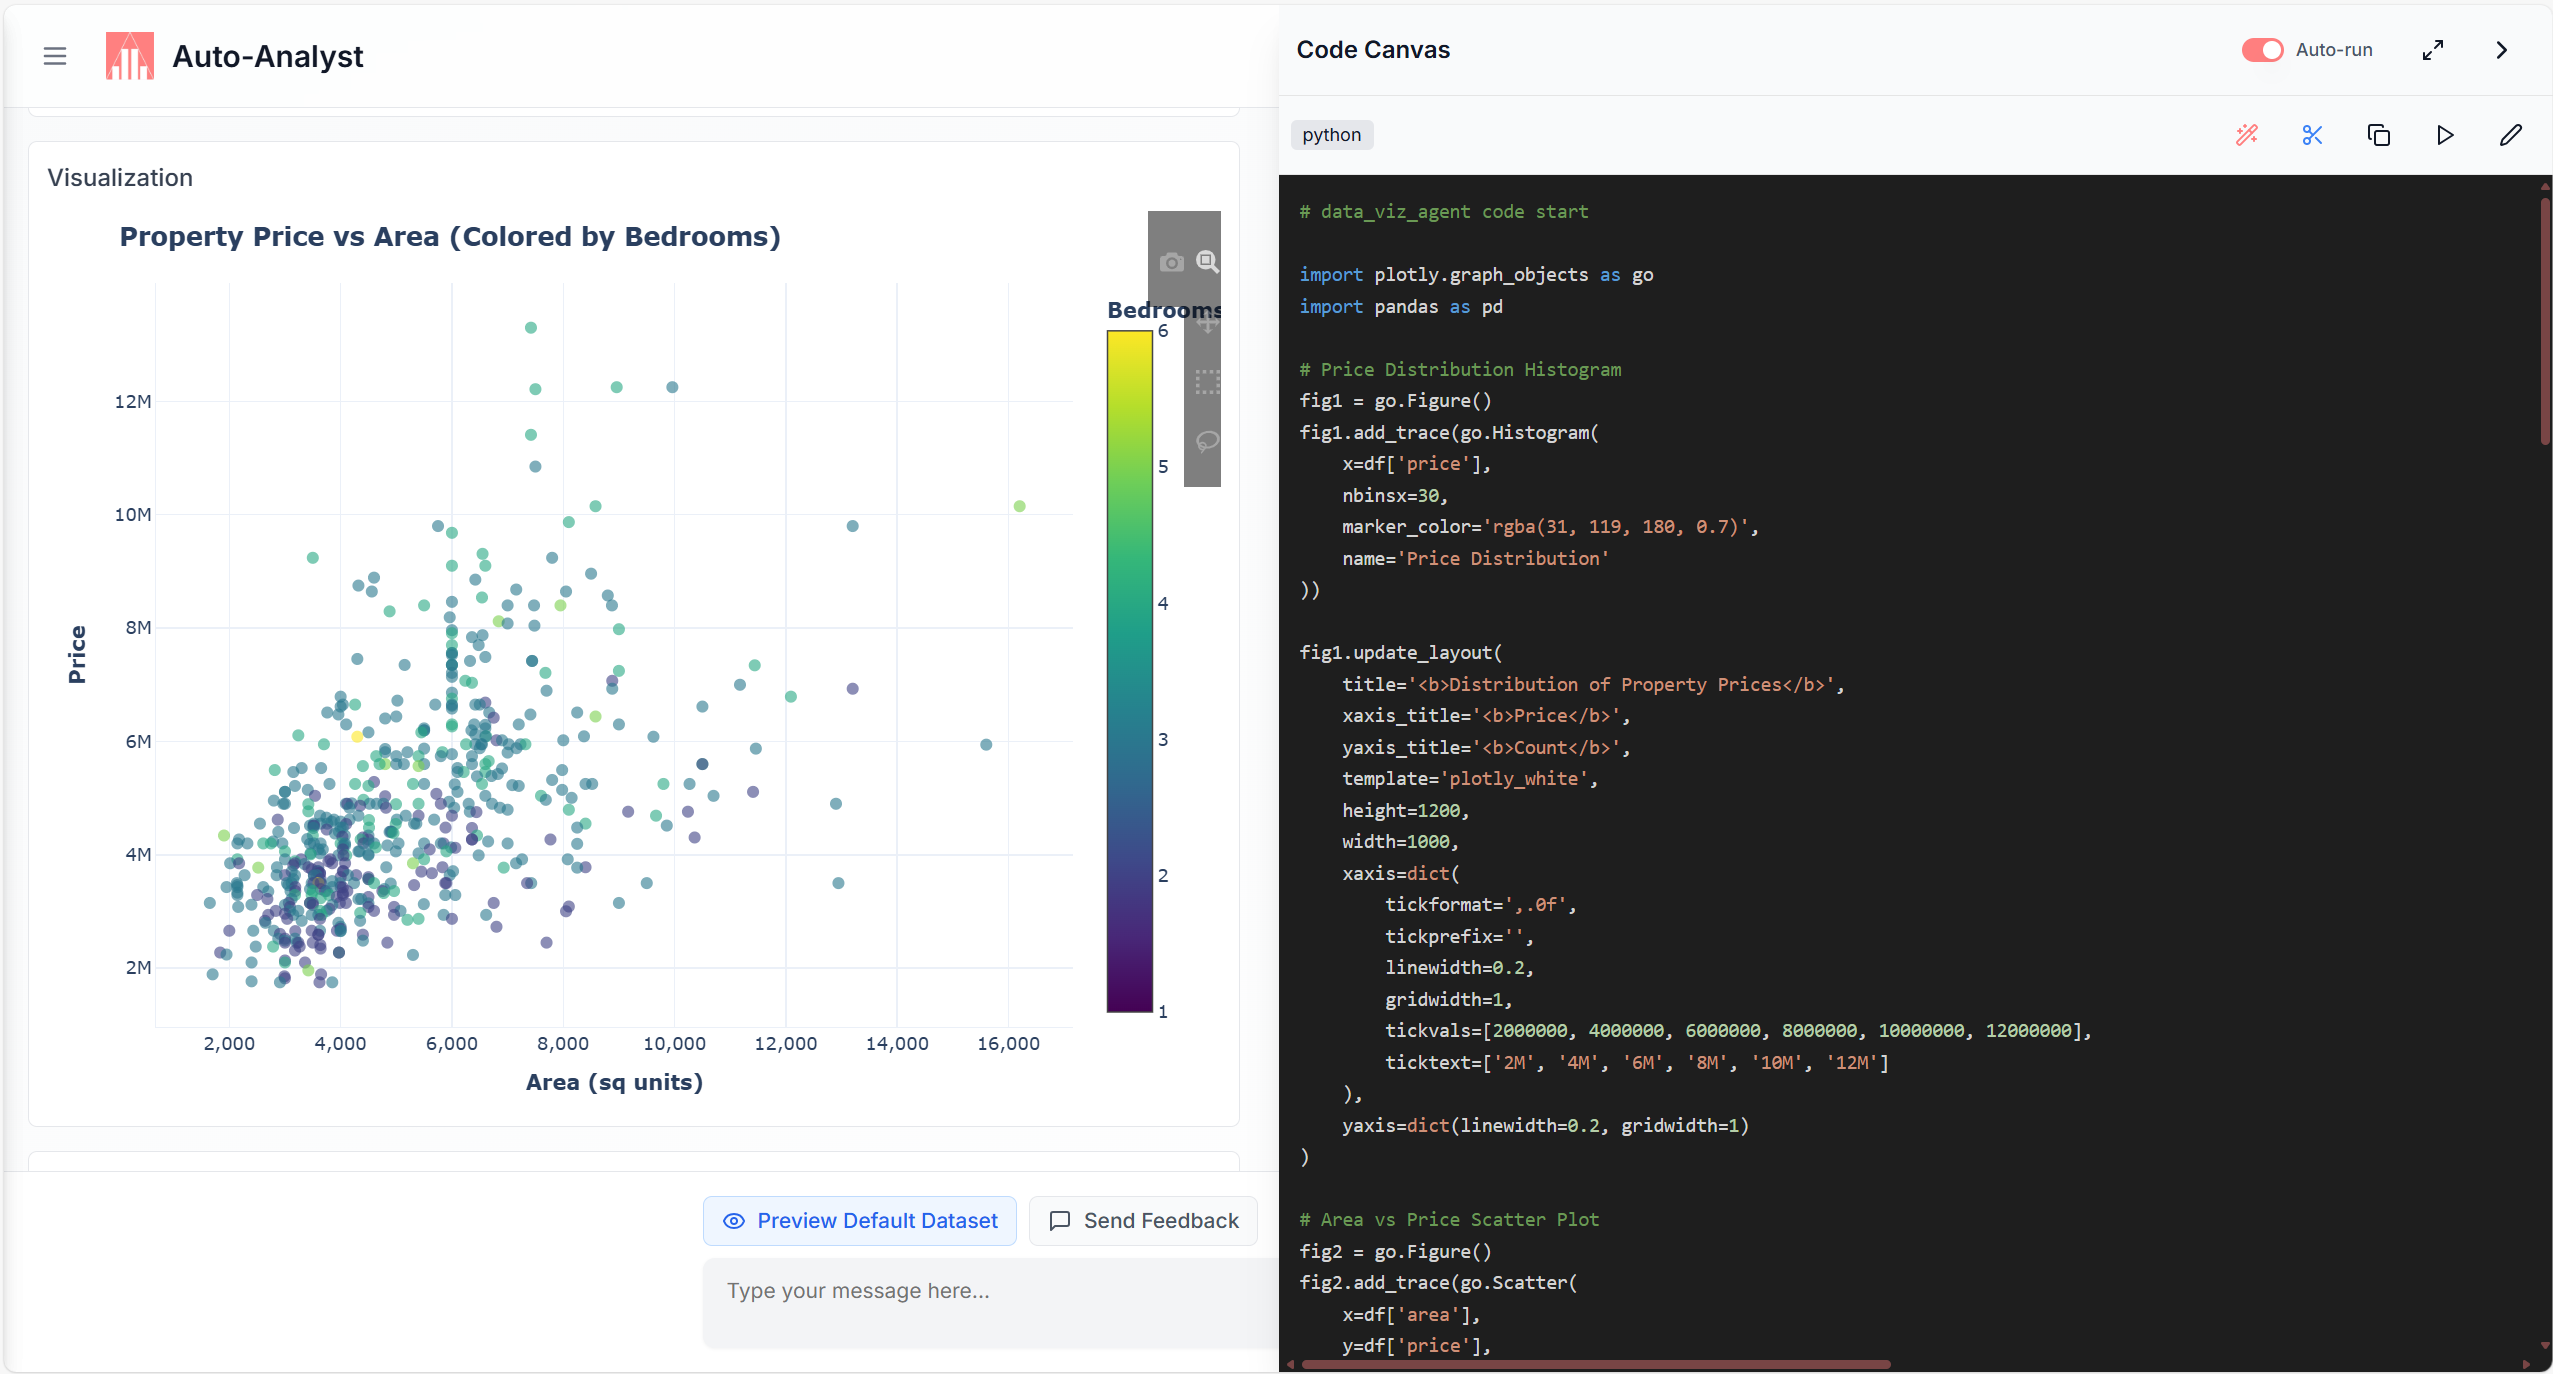 Auto-Analyst
Visualization
Property Price vs Area (Colored by Bedrooms)
Bedrooms
6
5
4
3
2
1
12M
10M
8M
6M
4M
2M
Price
2,000 4,000 6,000 8,000 10,000 12,000 14,000 16,000
Area (sq units)
Preview Default Dataset
Send Feedback
Type your message here...
Code Canvas
Auto-run
python
# data_viz_agent code start
import plotly.graph_objects as go
import pandas as pd
# Price Distribution Histogram
fig1 = go.Figure()
fig1.add_trace(go.Histogram(
    x=df['price'],
    nbinsx=30,
    marker_color='rgba(31, 119, 180, 0.7)',
    name='Price Distribution'
))
fig1.update_layout(
    title='<b>Distribution of Property Prices</b>',
    xaxis_title='<b>Price</b>',
    yaxis_title='<b>Count</b>',
    template='plotly_white',
    height=1200,
    width=1000,
    xaxis=dict(
        tickformat=',.0f',
        tickprefix='',
        linewidth=0.2,
        gridwidth=1,
        tickvals=[2000000, 4000000, 6000000, 8000000, 10000000, 12000000],
        ticktext=['2M', '4M', '6M', '8M', '10M', '12M']
    ),
    yaxis=dict(linewidth=0.2, gridwidth=1)
)
# Area vs Price Scatter Plot
fig2 = go.Figure()
fig2.add_trace(go.Scatter(
    x=df['area'],
    y=df['price'],